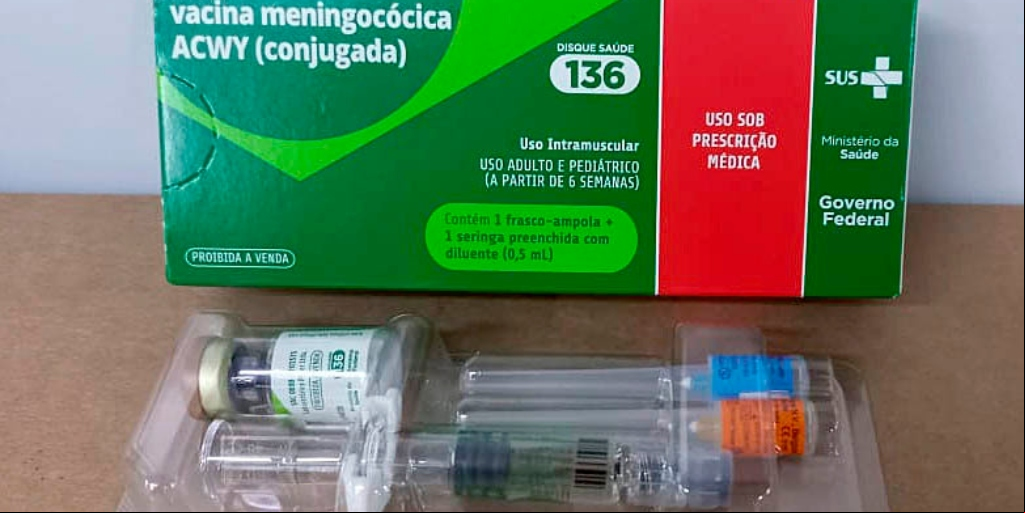 vacina meningocócica
ACWY (conjugada)
DISQUE SAÚDE
136
Uso Intramuscular
USO ADULTO E PEDIÁTRICO
(A PARTIR DE 6 SEMANAS)
Contém 1 frasco-ampola +
1 seringa preenchida com
diluente (0,5 mL)
PROIBIDA A VENDA
USO SOB
PRESCRIÇÃO
MÉDICA
SUS
Ministério da
Saúde
Governo
Federal
136